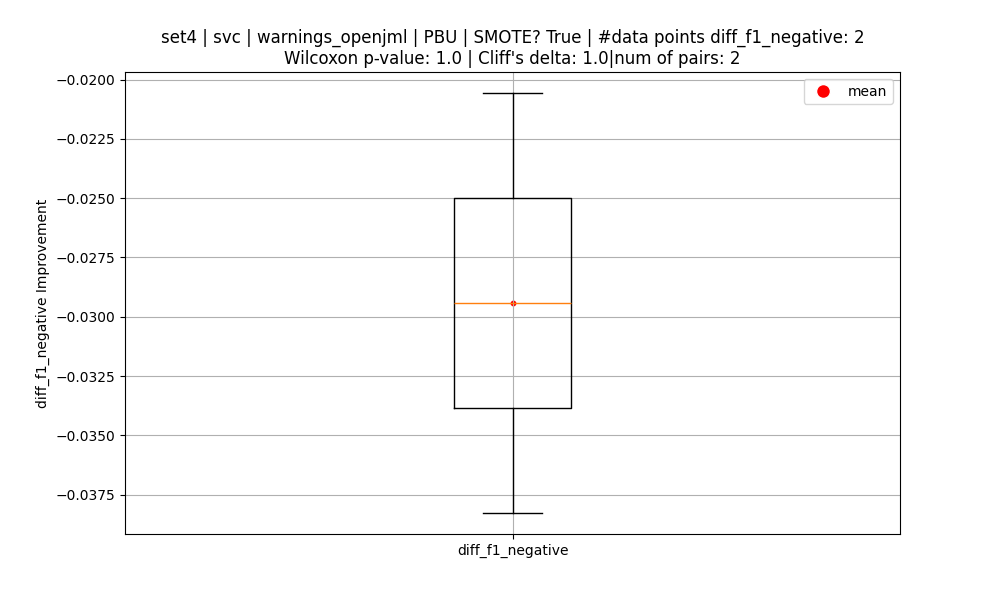 set4 | svc | warnings_openjml | PBU | SMOTE? True | #data points diff_f1_negative: 2
Wilcoxon p-value: 1.0 | Cliff's delta: 1.0|num of pairs: 2
mean
diff_f1_negative Improvement
−0.0200
−0.0225
−0.0250
−0.0275
−0.0300
−0.0325
−0.0350
−0.0375
diff_f1_negative